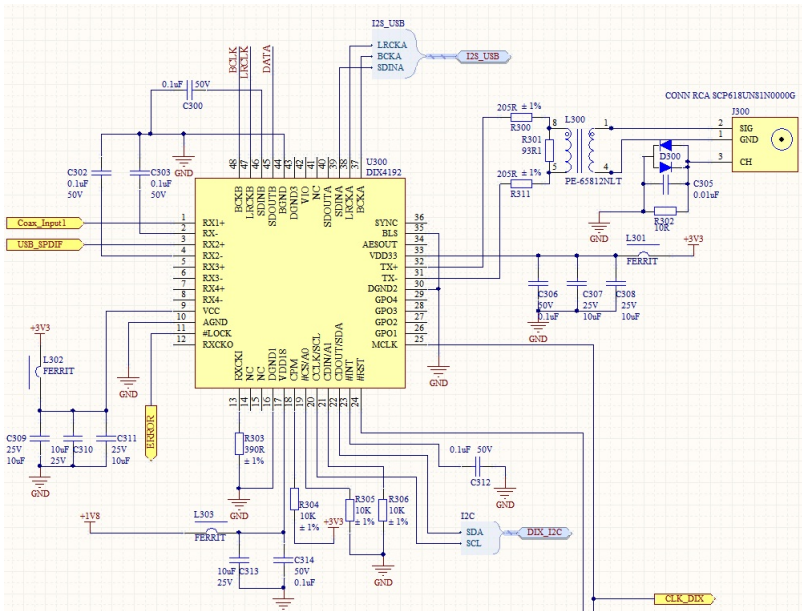 I2S_USB
LRCKA
BCKA
SDINA
I2S_USB
BCLK
LRCLK
DATA
0.1uF 50V
C300
CONN RCA SCP618UNS1N0000G
J300
2 SIG
1 GND
3 CH
205R ± 1%
R300
8
L300
1
R301
93R1
5
4
205R ± 1%
R311
PE-65812NLT
D300
C305
0.01uF
R302
10R
GND
C302
0.1uF
50V
C303
0.1uF
50V
GND
48 47 46 45 44 43 42 41 40 39 38 37
U300
DIX4192
BCKB
LRCKB
SDINB
SDOUTB
BGND
DGND3
VIO
NC
SDOUTA
SDINA
LRCKA
BCKA
Coax_Input1
USB_SPDIF
1 RX1+
2 RX-
3 RX2+
4 RX2-
5 RX3+
6 RX3-
7 RX4+
8 RX4-
9 VCC
10 AGND
11 #LOCK
12 RXCKO
SYNC 36
BLS 35
AESOUT 34
VDD33 33
TX+ 32
TX- 31
DGND2 30
GPO4 29
GPO3 28
GPO2 27
GPO1 26
MCLK 25
RXCKI
NC
NC
DGND1
VDD18
CPM
#CS/A0
CCLK/SCL
CDIN/A1
CDOUT/SDA
#INT
#RST
13 14 15 16 17 18 19 20 21 22 23 24
L301
FERRIT
+3V3
C306
50V
0.1uF
C307
25V
10uF
C308
25V
10uF
GND
GND
+3V3
L302
FERRIT
GND
ERROR
C309
25V
10uF
10uF
C310
25V
C311
25V
10uF
GND
R303
390R
± 1%
GND
0.1uF 50V
C312
GND
R304
10K
± 1%
+3V3
R305
10K
± 1%
R306
10K
± 1%
GND
I2C
SDA
SCL
DIX_I2C
+1V8
L303
FERRIT
10uF
C313
25V
C314
50V
0.1uF
CLK_DIX